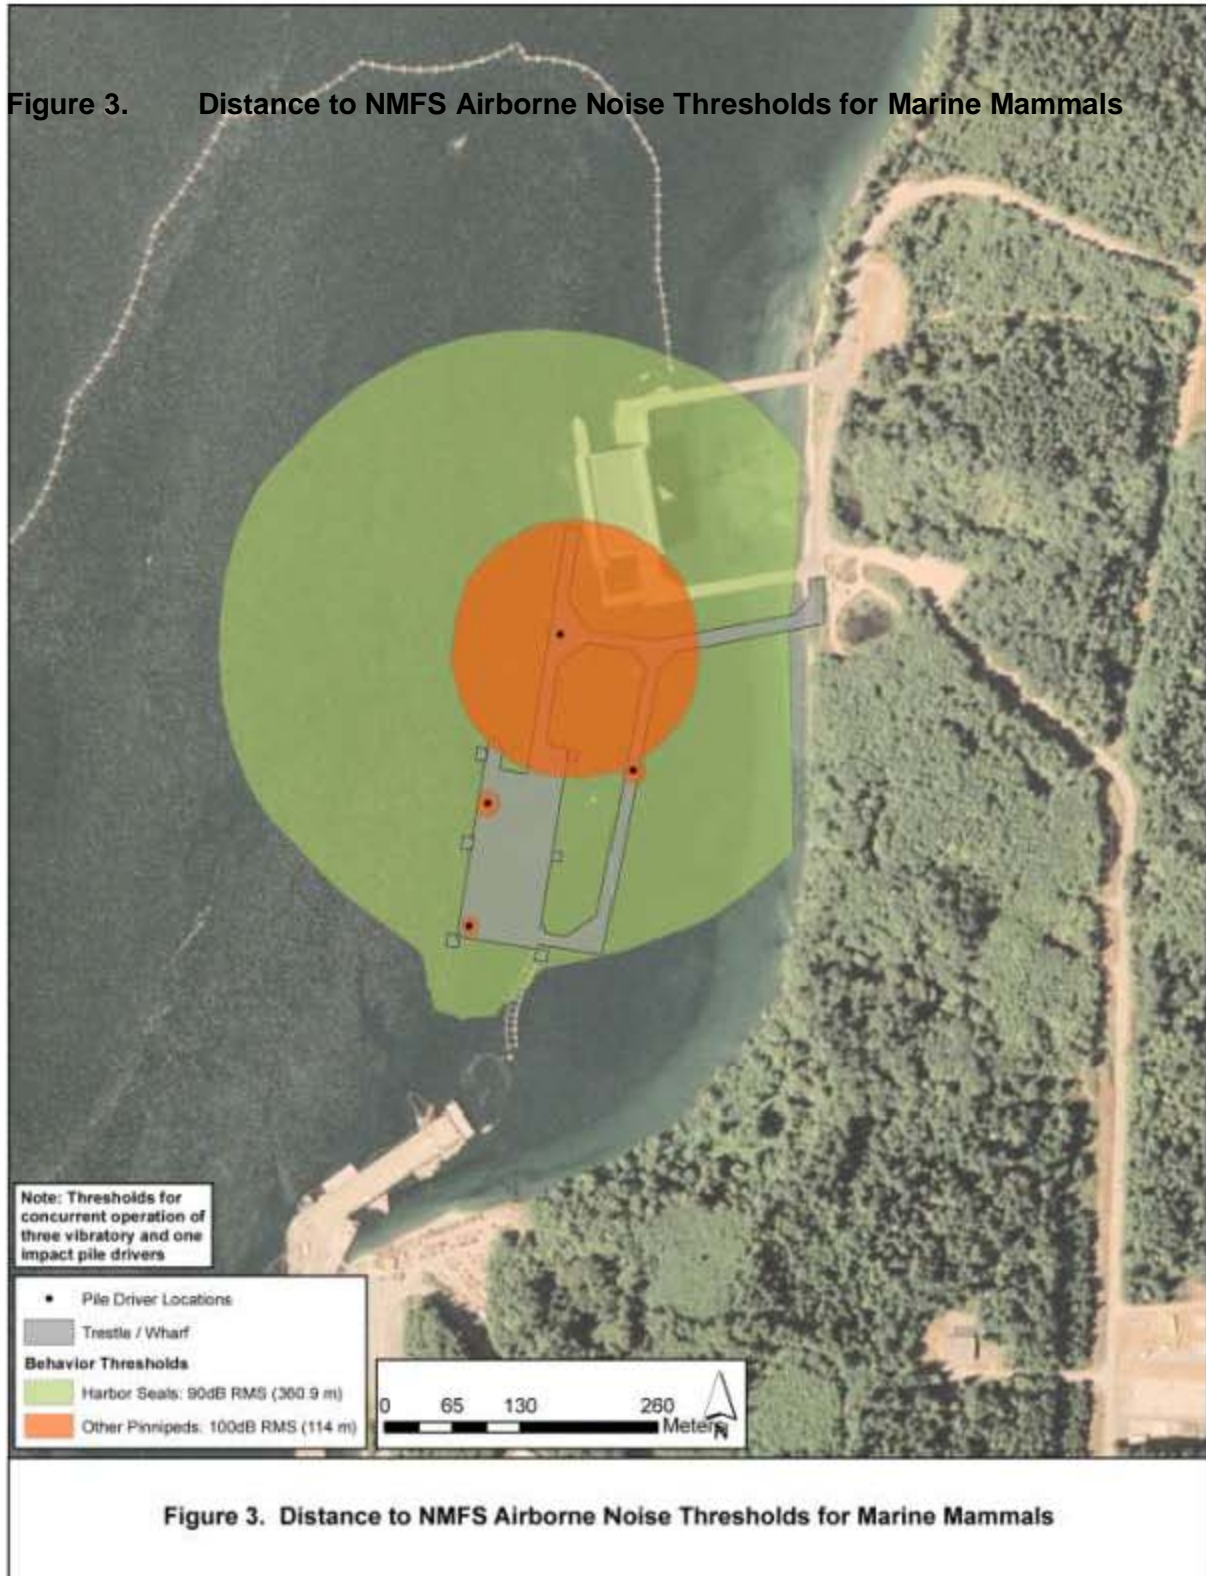 Figure 3. Distance to NMFS Airborne Noise Thresholds for Marine Mammals
Note: Thresholds for
concurrent operation of
three vibratory and one
impact pile drivers
Pile Driver Locations
Trestle / Wharf
Behavior Thresholds
Harbor Seals: 90dB RMS (360.9 m)
Other Pinnipeds: 100dB RMS (114 m)
0 65 130 260
Meters
N
Figure 3. Distance to NMFS Airborne Noise Thresholds for Marine Mammals